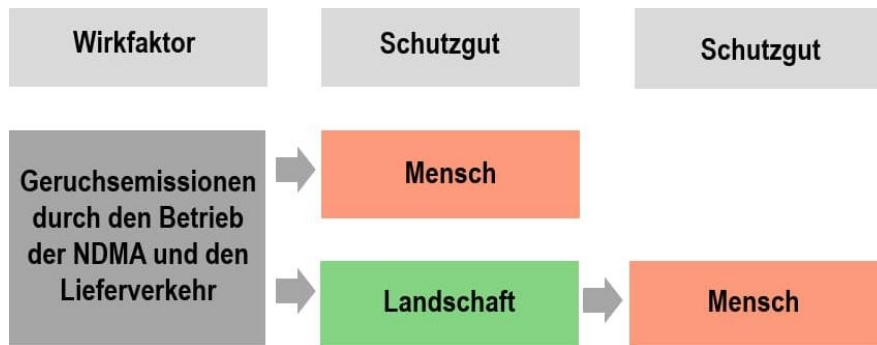 Wirkfaktor
Schutzgut
Schutzgut
Geruchsemissionen
durch den Betrieb
der NDMA und den
Lieferverkehr
Mensch
Landschaft
Mensch